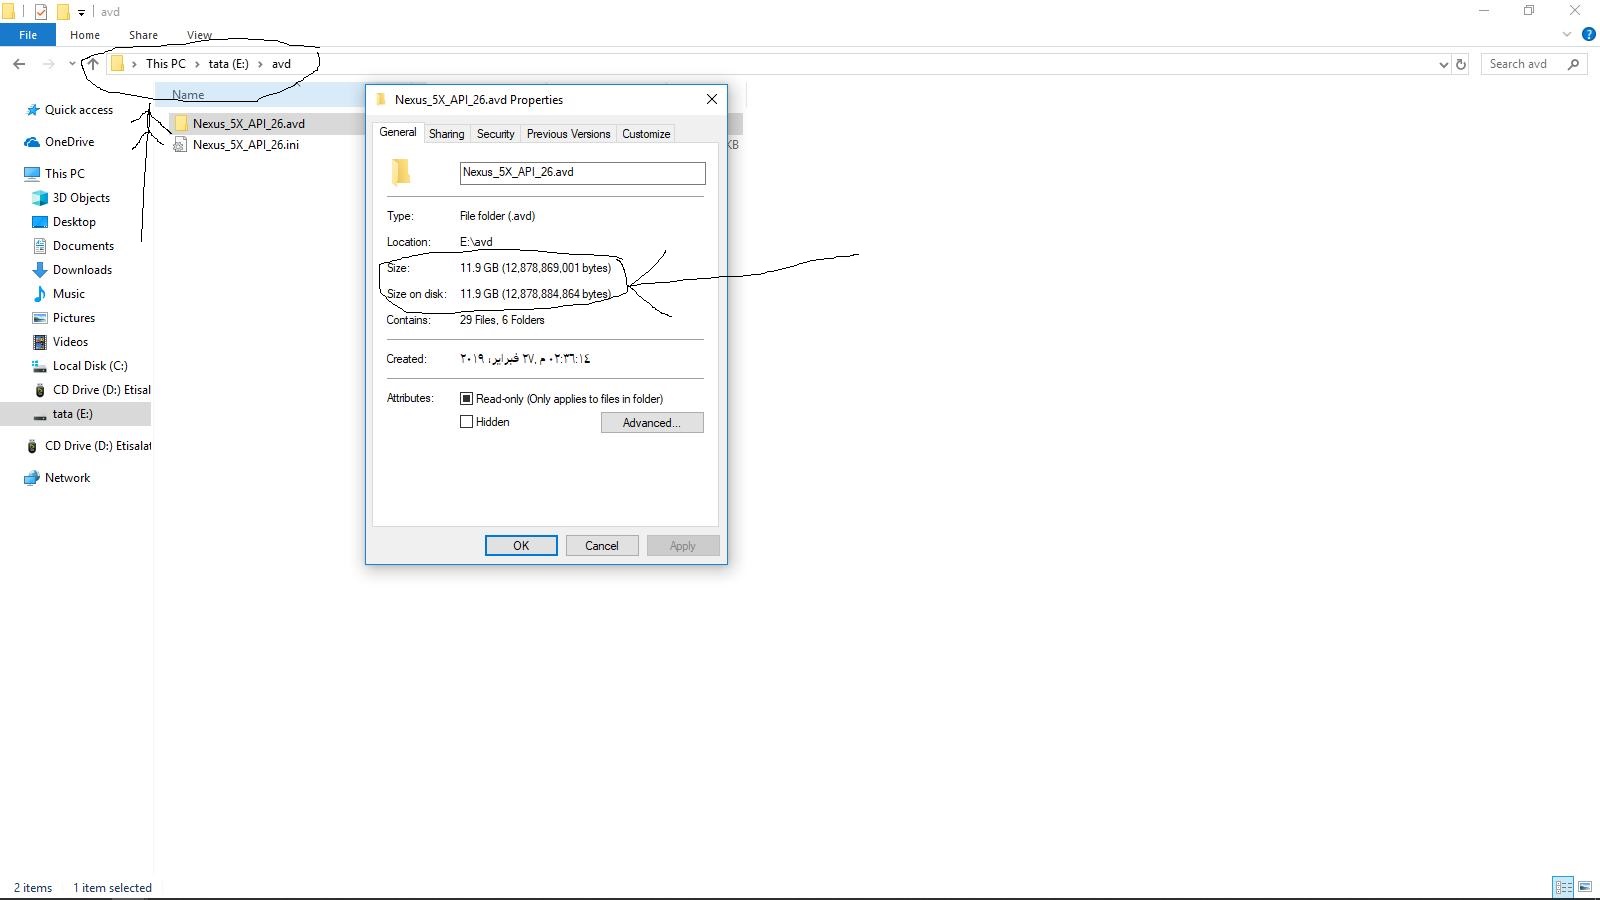 avd
File Home Share View
This PC tata (E:) avd
Search avd
Name
Quick access
OneDrive
This PC
3D Objects
Desktop
Documents
Downloads
Music
Pictures
Videos
Local Disk (C:)
CD Drive (D:) Etisal
tata (E:)
CD Drive (D:) Etisalat
Network
Nexus_5X_API_26.avd
Nexus_5X_API_26.ini
KB
Nexus_5X_API_26.avd Properties
General Sharing Security Previous Versions Customize
Nexus_5X_API_26.avd
Type: File folder (.avd)
Location: E:\avd
Size: 11.9 GB (12,878,869,001 bytes)
Size on disk: 11.9 GB (12,878,884,864 bytes)
Contains: 29 Files, 6 Folders
Created: ٢٧ فبراير، ٢٠١٩, ٠٢:٣٦:١٤ م
Attributes: Read-only (Only applies to files in folder)
Hidden Advanced...
OK Cancel Apply
2 items 1 item selected